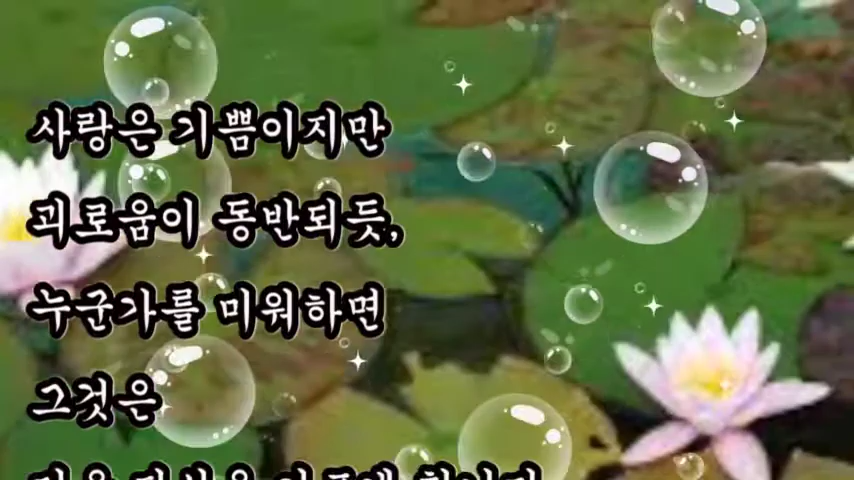 사랑은 기쁨이지만
괴로움이 동반되듯,
누군가를 미워하면
그것은